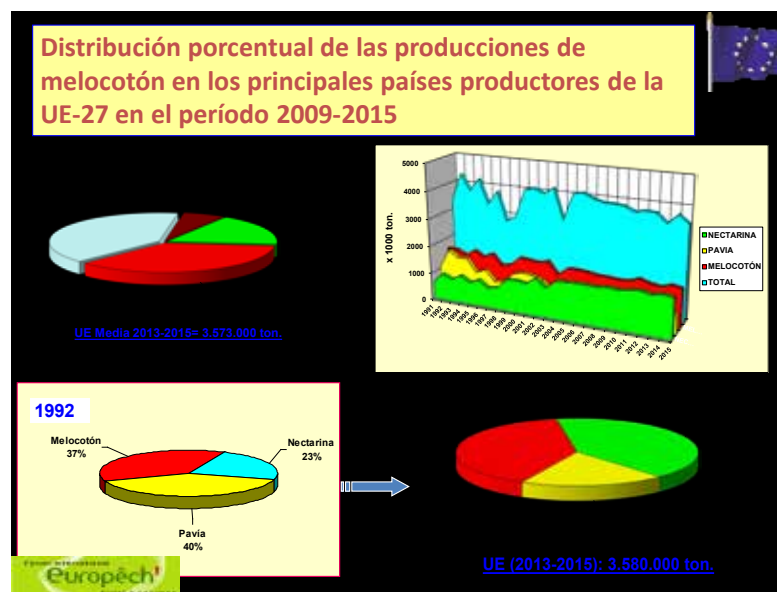 Distribución porcentual de las producciones de
melocotón en los principales países productores de la
UE-27 en el período 2009-2015
5000
4000
3000
2000
1000
0
x 1000 ton.
1991
1992
1993
1994
1995
1996
1997
1998
1999
2000
2001
2002
2003
2004
2005
2006
2007
2008
2009
2010
2011
2012
2013
2014
2015
NECTARINA
PAVIA
MELOCOTÓN
TOTAL
UE Modia 2013-2015= 3.573.000 ton.
1992
Melocotón
37%
Nectarina
23%
Pavía
40%
UE (2013-2015): 3.580.000 ton.
europêch'